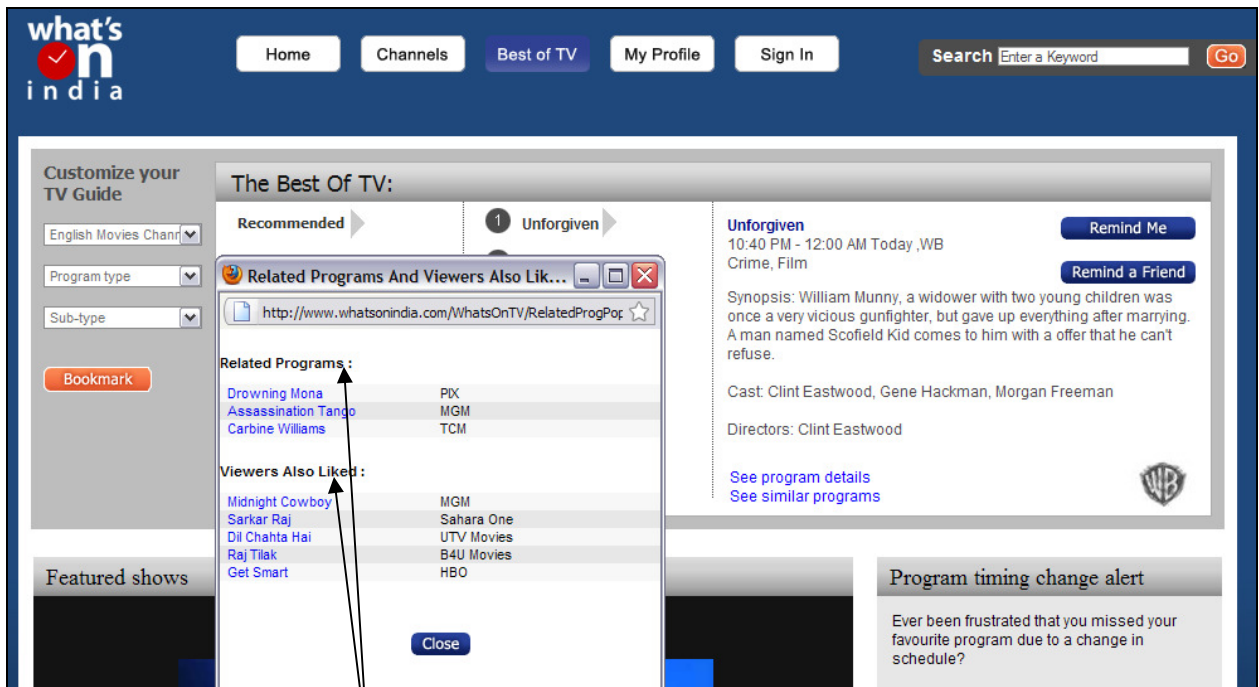 what's
on
india
Home
Channels
Best of TV
My Profile
Sign In
Search Enter a Keyword
Go
Customize your
TV Guide
English Movies Chann
Program type
Sub-type
Bookmark
The Best Of TV:
Recommended
1 Unforgiven
Unforgiven
10:40 PM - 12:00 AM Today ,WB
Crime, Film
Remind Me
Remind a Friend
Synopsis: William Munny, a widower with two young children was
once a very vicious gunfighter, but gave up everything after marrying.
A man named Scofield Kid comes to him with a offer that he can't
refuse.
Cast: Clint Eastwood, Gene Hackman, Morgan Freeman
Directors: Clint Eastwood
See program details
See similar programs
WB
Related Programs And Viewers Also Lik...
http://www.whatsonindia.com/WhatsOnTV/RelatedProgPop
Related Programs :
Drowning Mona PIX
Assassination Tango MGM
Carbine Williams TCM
Viewers Also Liked :
Midnight Cowboy MGM
Sarkar Raj Sahara One
Dil Chahta Hai UTV Movies
Raj Tilak B4U Movies
Get Smart HBO
Close
Featured shows
Program timing change alert
Ever been frustrated that you missed your
favourite program due to a change in
schedule?